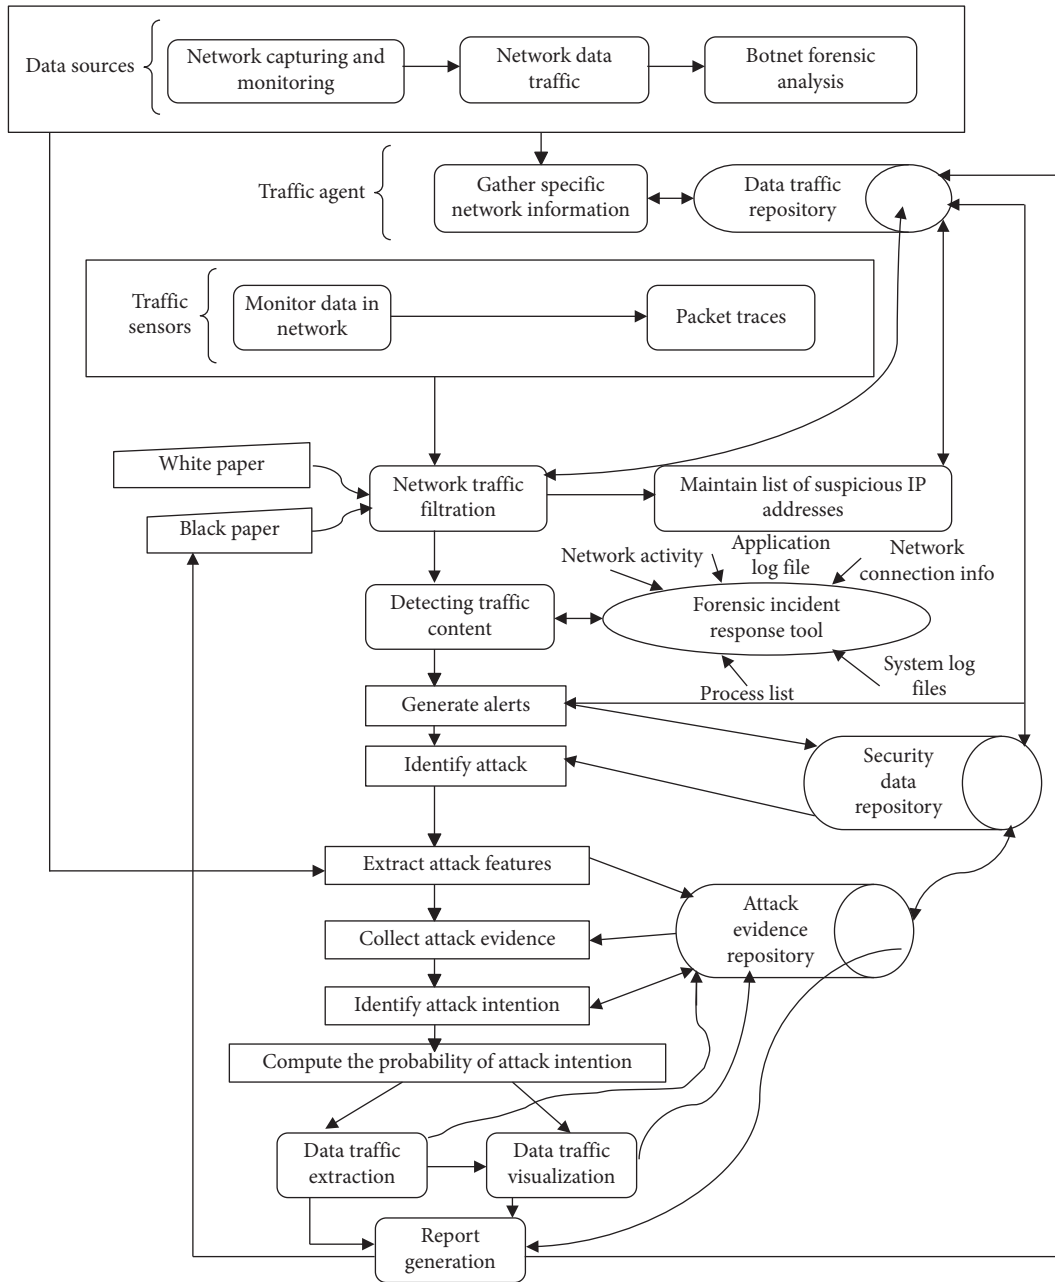 Data sources
Network capturing and
monitoring
Network data
traffic
Botnet forensic
analysis
Traffic agent
Gather specific
network information
Data traffic
repository
Traffic
sensors
Monitor data in
network
Packet traces
White paper
Black paper
Network traffic
filtration
Maintain list of suspicious IP
addresses
Network activity
Application
log file
Network
connection info
Detecting traffic
content
Forensic incident
response tool
Process list
System log
files
Generate alerts
Identify attack
Security
data
repository
Extract attack features
Collect attack evidence
Attack
evidence
repository
Identify attack intention
Compute the probability of attack intention
Data traffic
extraction
Data traffic
visualization
Report
generation